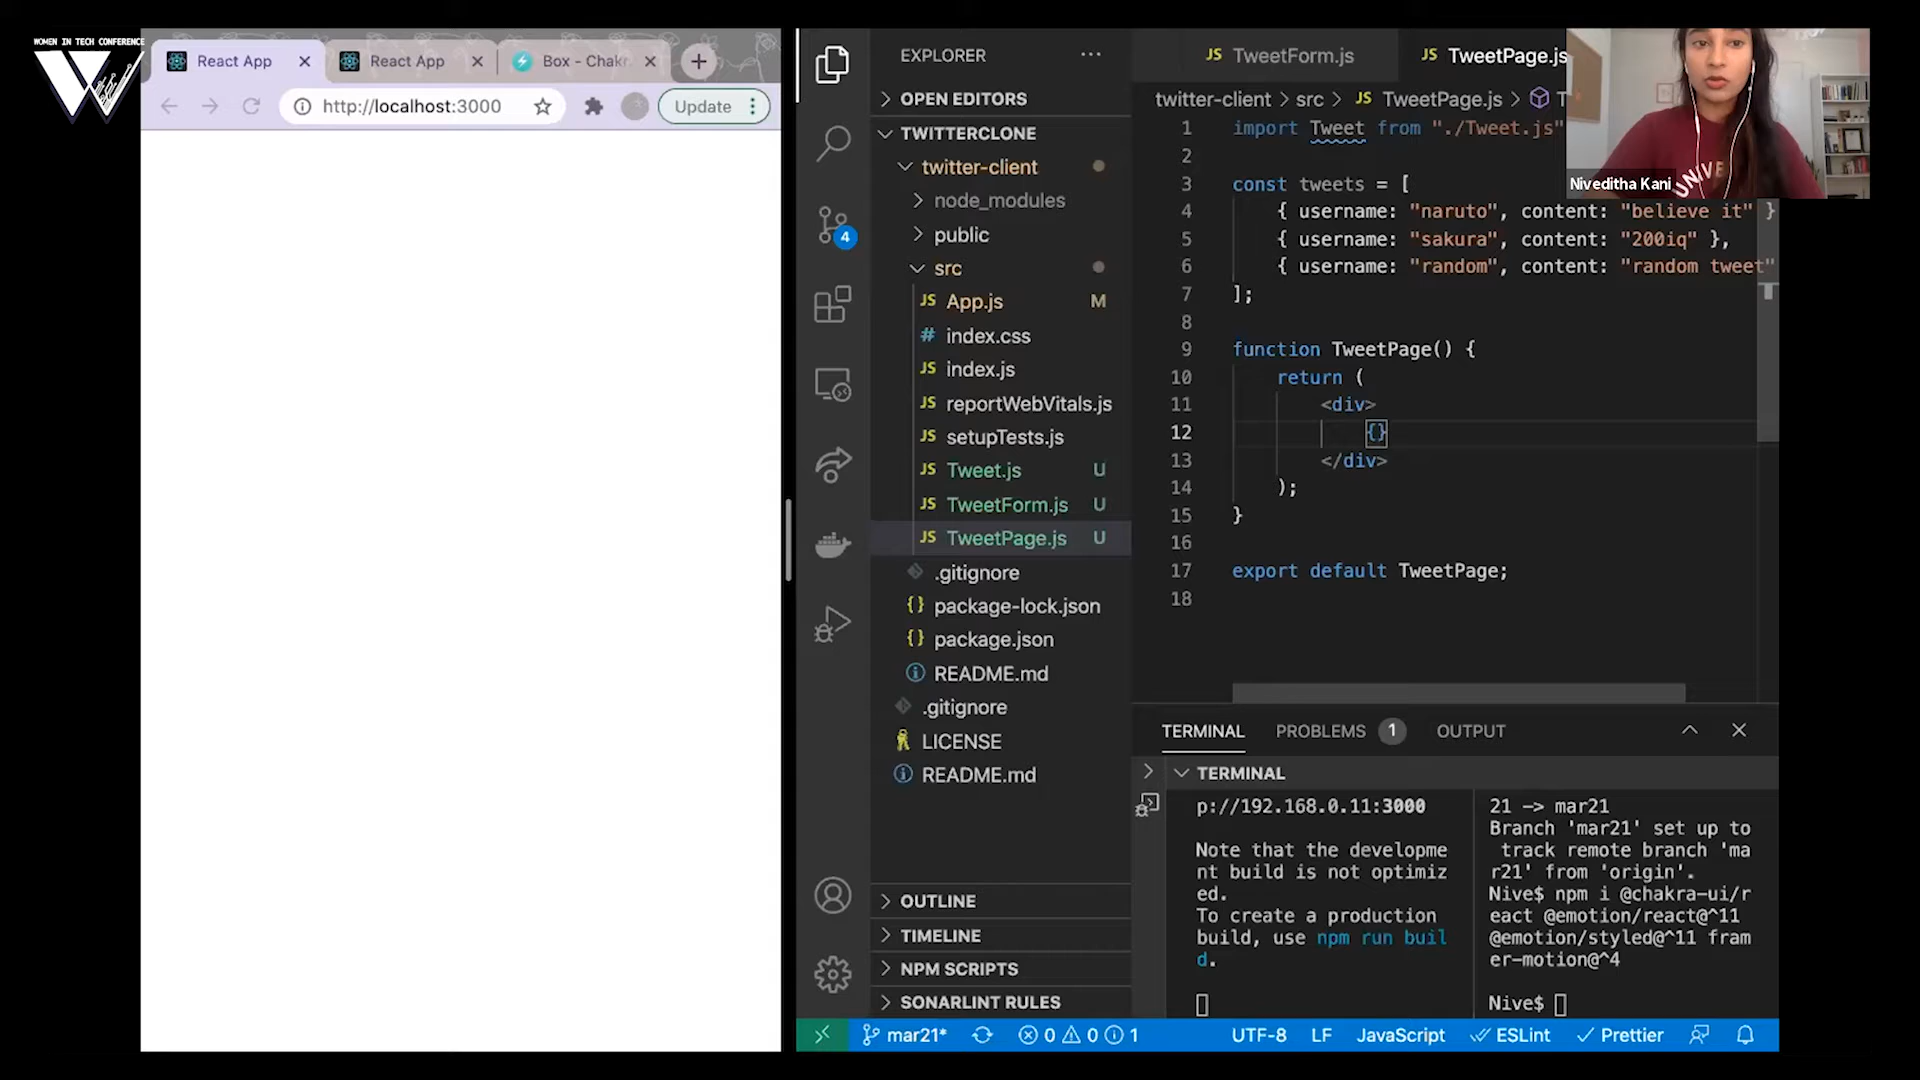 WOMEN IN TECH CONFERENCE
React App
React App
Box - Chakr
http://localhost:3000
Update
EXPLORER
OPEN EDITORS
TWITTERCLONE
twitter-client
node_modules
public
src
App.js M
index.css
index.js
reportWebVitals.js
setupTests.js
Tweet.js U
TweetForm.js U
TweetPage.js U
.gitignore
package-lock.json
package.json
README.md
.gitignore
LICENSE
README.md
OUTLINE
TIMELINE
NPM SCRIPTS
SONARLINT RULES
4
TweetForm.js
TweetPage.js
twitter-client > src > JS TweetPage.js > T
1 import Tweet from "./Tweet.js"
2
3 const tweets = [
4 { username: "naruto", content: "believe it" }
5 { username: "sakura", content: "200iq" },
6 { username: "random", content: "random tweet"
7 ];
8
9 function TweetPage() {
10 return (
11 <div>
12 {}
13 </div>
14 );
15 }
16
17 export default TweetPage;
18
Niveditha Kani
UNIVE
TERMINAL PROBLEMS 1 OUTPUT
TERMINAL
p://192.168.0.11:3000
Note that the developme
nt build is not optimiz
ed.
To create a production
build, use npm run buil
d.
21 -> mar21
Branch 'mar21' set up to
track remote branch 'ma
r21' from 'origin'.
Nive$ npm i @chakra-ui/r
eact @emotion/react@^11
@emotion/styled@^11 fram
er-motion@^4
Nive$
mar21* 0 0 1 UTF-8 LF JavaScript ESLint Prettier